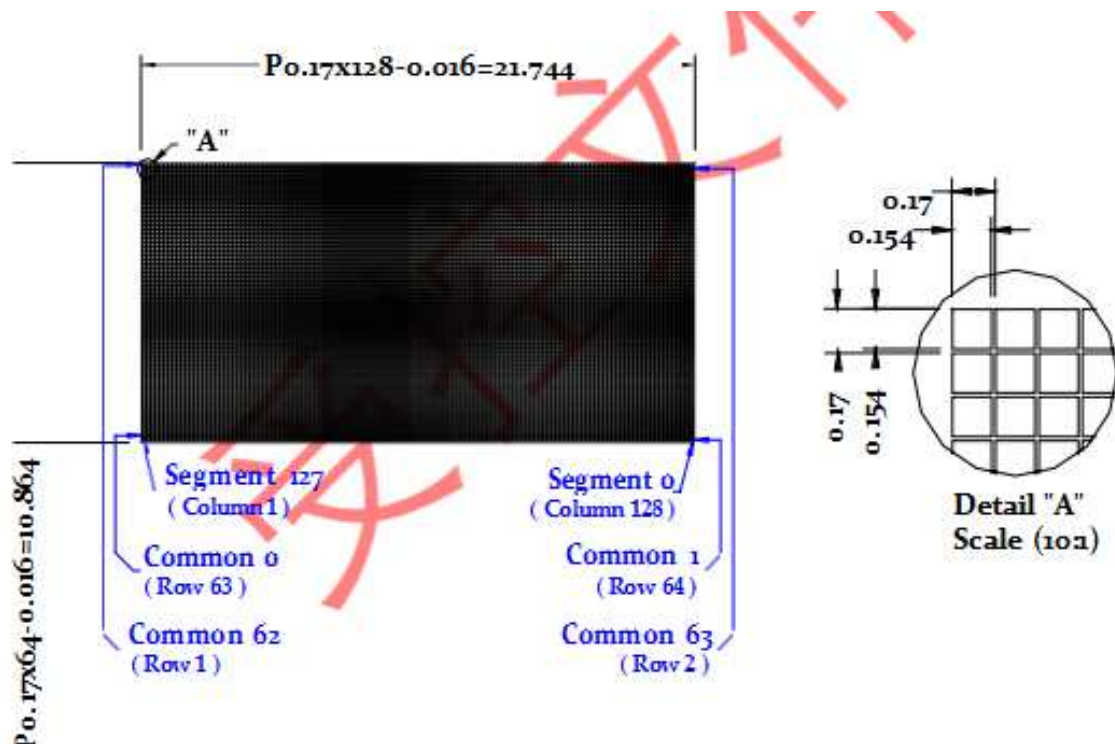 P0.17x128-0.016=21.744
"A"
0.17
0.154
0.17
0.154
P0.17x64-0.016=10.864
Segment 127
( Column 1 )
Segment 0
( Column 128 )
Common 0
( Row 63 )
Common 1
( Row 64 )
Common 62
( Row 1 )
Common 63
( Row 2 )
Detail "A"
Scale (10:1)